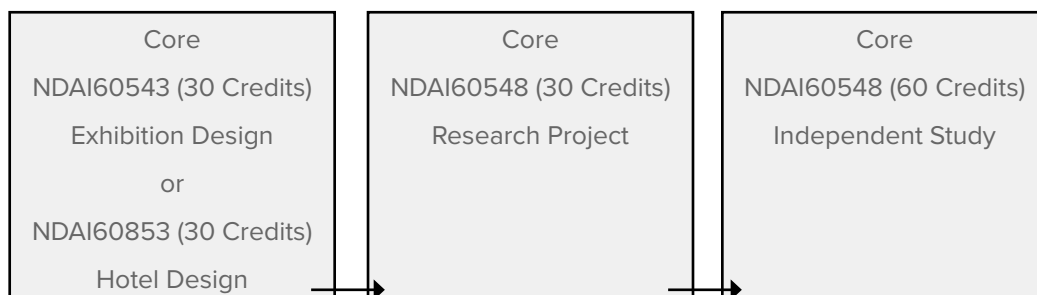 Core
NDAI60543 (30 Credits)
Exhibition Design
or
NDAI60853 (30 Credits)
Hotel Design
Core
NDAI60548 (30 Credits)
Research Project
Core
NDAI60548 (60 Credits)
Independent Study